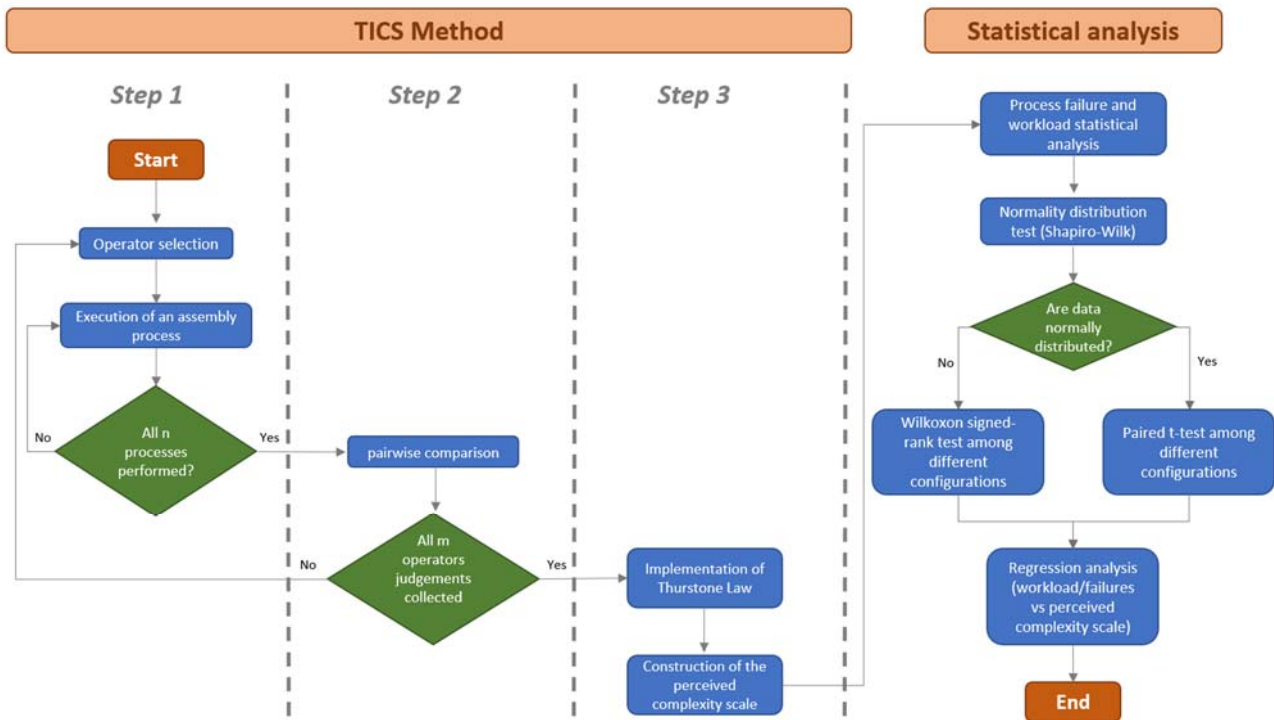 TICS Method
Statistical analysis
Step 1
Step 2
Step 3
Start
Operator selection
Execution of an assembly
process
All n
processes
performed?
No
Yes
pairwise comparison
All m
operators
judgements
collected
No
Yes
Implementation of
Thurstone Law
Construction of the
perceived
complexity scale
Process failure and
workload statistical
analysis
Normality distribution
test (Shapiro-Wilk)
Are data
normally
distributed?
No
Yes
Wilkoxon signed-
rank test among
different
configurations
Paired t-test among
different
configurations
Regression analysis
(workload/failures
vs perceived
complexity scale)
End